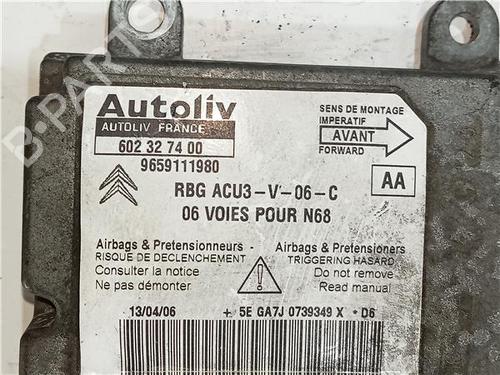 Autoliv
AUTOLIV FRANCE
602 32 74 00
9659111980
SENS DE MONTAGE
IMPERATIF
AVANT
FORWARD
RBG ACU3-V-06-C
AA
06 VOIES POUR N68
Airbags & Pretensionneurs - Airbags & Pretensioners
RISQUE DE DECLENCHEMENT TRIGGERING HASARD
Consulter la notice Do not remove
Ne pas démonter Read manual
13/04/06 + 5E GA7J 0739349 X * D6
B-PARTS